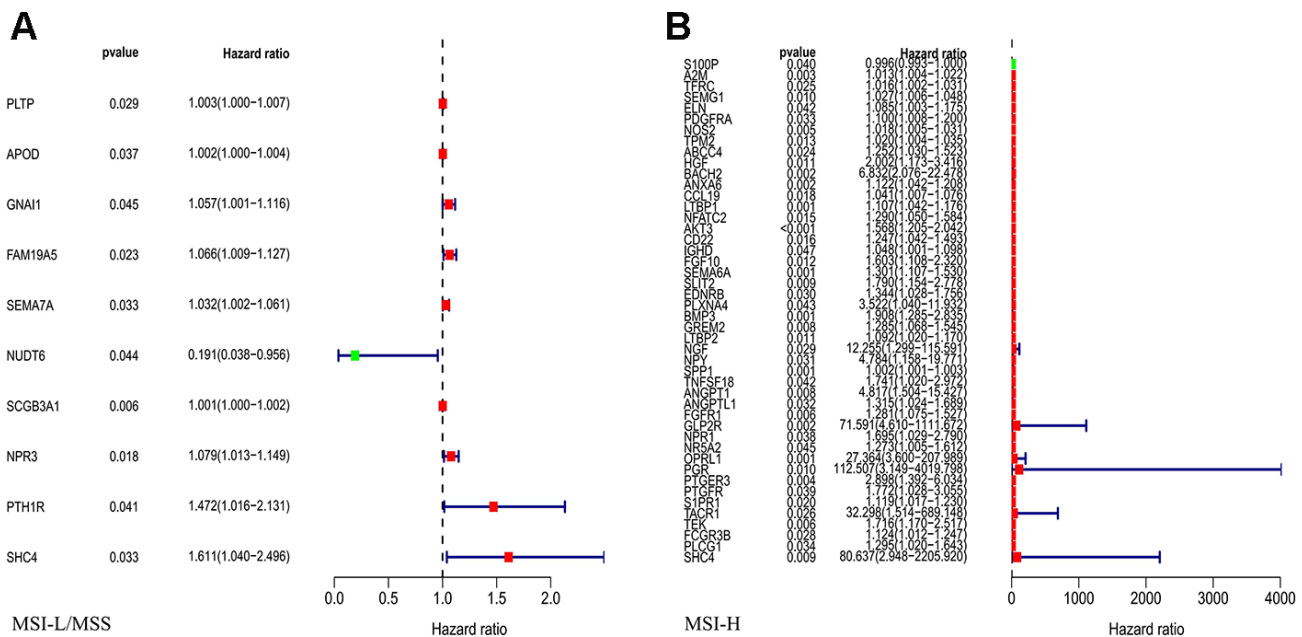 A
pvalue Hazard ratio
PLTP 0.029 1.003(1.000−1.007)
APOD 0.037 1.002(1.000−1.004)
GNAI1 0.045 1.057(1.001−1.116)
FAM19A5 0.023 1.066(1.009−1.127)
SEMA7A 0.033 1.032(1.002−1.061)
NUDT6 0.044 0.191(0.038−0.956)
SCGB3A1 0.006 1.001(1.000−1.002)
NPR3 0.018 1.079(1.013−1.149)
PTH1R 0.041 1.472(1.016−2.131)
SHC4 0.033 1.611(1.040−2.496)
0.0 0.5 1.0 1.5 2.0
MSI-L/MSS
Hazard ratio
B
pvalue Hazard ratio
S100P 0.040 0.996(0.993−1.000)
A2M 0.003 1.013(1.004−1.022)
TFRC 0.025 1.016(1.002−1.031)
SEMG1 0.010 1.027(1.006−1.048)
ELN 0.042 1.085(1.003−1.175)
PDGFRA 0.033 1.100(1.008−1.200)
NOS2 0.005 1.018(1.005−1.031)
TPM2 0.013 1.020(1.004−1.035)
ABCC4 0.024 1.252(1.030−1.523)
HGF 0.011 2.002(1.173−3.416)
BACH2 0.002 6.832(2.076−22.478)
ANXA6 0.002 1.122(1.042−1.208)
CCL19 0.018 1.041(1.007−1.076)
LTBP1 0.001 1.107(1.042−1.176)
NFATC2 0.015 1.290(1.050−1.584)
AKT3 <0.001 1.568(1.205−2.042)
CD22 0.016 1.247(1.042−1.493)
IGHD 0.047 1.048(1.001−1.098)
FGF10 0.012 1.603(1.108−2.320)
SEMA6A 0.001 1.301(1.107−1.530)
SLIT2 0.009 1.790(1.154−2.778)
EDNRB 0.030 1.344(1.028−1.756)
PLXNA4 0.043 3.522(1.040−11.932)
BMP3 0.001 1.908(1.285−2.835)
GREM2 0.008 1.285(1.068−1.545)
LTBP2 0.011 1.092(1.020−1.170)
NGF 0.029 12.255(1.299−115.591)
NPY 0.031 4.784(1.158−19.771)
SPP1 0.001 1.002(1.001−1.003)
TNFSF18 0.042 1.741(1.020−2.972)
ANGPT1 0.008 4.817(1.504−15.427)
ANGPTL1 0.032 1.315(1.024−1.689)
FGFR1 0.006 1.281(1.075−1.527)
GLP2R 0.002 71.591(4.610−1111.672)
NPR1 0.038 1.695(1.029−2.790)
NR5A2 0.045 1.273(1.005−1.612)
OPRL1 0.001 27.364(3.600−207.989)
PGR 0.010 112.507(3.149−4019.798)
PTGER3 0.004 2.898(1.392−6.034)
PTGFR 0.039 1.772(1.028−3.055)
S1PR1 0.020 1.119(1.017−1.230)
TACR1 0.026 32.298(1.514−689.148)
TEK 0.006 1.716(1.170−2.517)
FCGR3B 0.028 1.124(1.012−1.247)
PLCG1 0.034 1.295(1.020−1.643)
SHC4 0.009 80.637(2.948−2205.920)
0 1000 2000 3000 4000
MSI-H
Hazard ratio